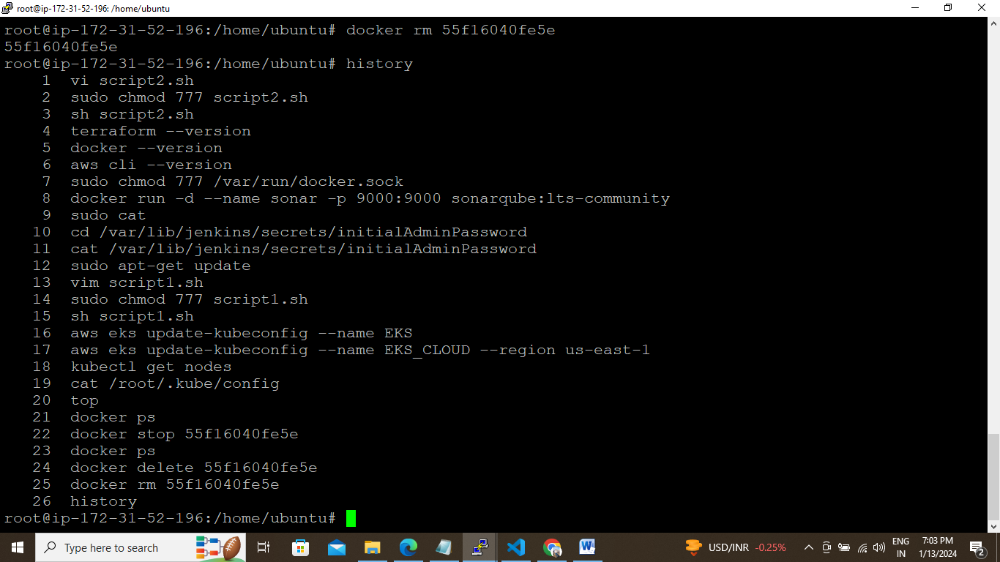 root@ip-172-31-52-196: /home/ubuntu
root@ip-172-31-52-196:/home/ubuntu# docker rm 55f16040fe5e
55f16040fe5e
root@ip-172-31-52-196:/home/ubuntu# history
1 vi script2.sh
2 sudo chmod 777 script2.sh
3 sh script2.sh
4 terraform --version
5 docker --version
6 aws cli --version
7 sudo chmod 777 /var/run/docker.sock
8 docker run -d --name sonar -p 9000:9000 sonarqube:lts-community
9 sudo cat
10 cd /var/lib/jenkins/secrets/initialAdminPassword
11 cat /var/lib/jenkins/secrets/initialAdminPassword
12 sudo apt-get update
13 vim script1.sh
14 sudo chmod 777 script1.sh
15 sh script1.sh
16 aws eks update-kubeconfig --name EKS
17 aws eks update-kubeconfig --name EKS_CLOUD --region us-east-1
18 kubectl get nodes
19 cat /root/.kube/config
20 top
21 docker ps
22 docker stop 55f16040fe5e
23 docker ps
24 docker delete 55f16040fe5e
25 docker rm 55f16040fe5e
26 history
root@ip-172-31-52-196:/home/ubuntu#
Type here to search
USD/INR -0.25%
ENG
IN
7:03 PM
1/13/2024
2